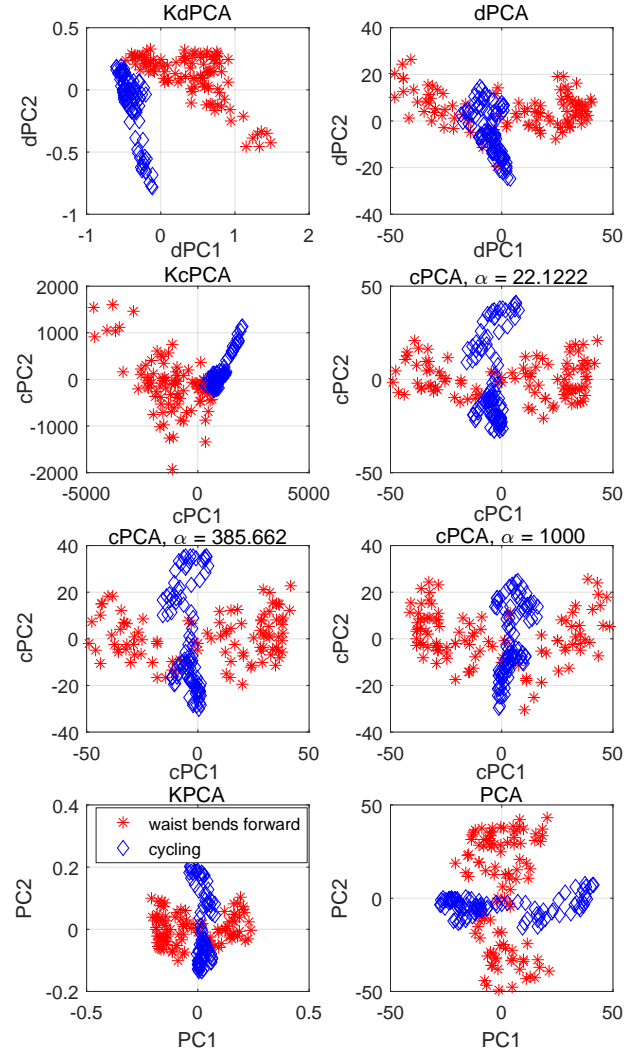 KdPCA
0.5
0
-0.5
-1
-1 0 1 2
dPC2
dPC1
dPCA
40
20
0
-20
-40
-50 0 50
dPC2
dPC1
KcPCA
2000
1000
0
-1000
-2000
-5000 0 5000
cPC2
cPC1
cPCA, α = 22.1222
50
0
-50
-50 0 50
cPC2
cPC1
cPCA, α = 385.662
40
20
0
-20
-40
-50 0 50
cPC2
cPC1
cPCA, α = 1000
40
20
0
-20
-40
-50 0 50
cPC2
cPC1
KPCA
waist bends forward
cycling
0.4
0.2
0
-0.2
-0.5 0 0.5
PC2
PC1
PCA
50
0
-50
-50 0 50
PC2
PC1